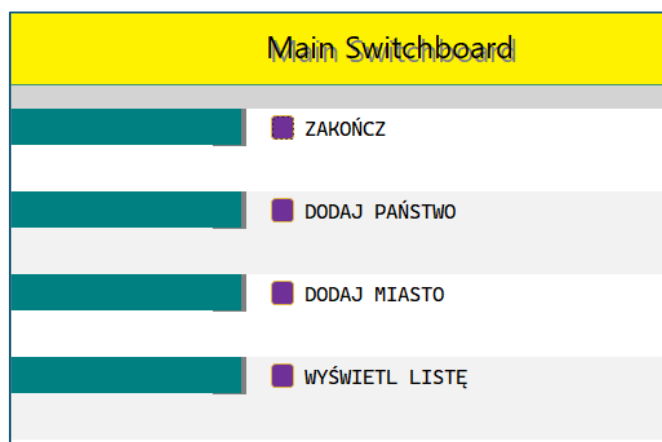 Main Switchboard
ZAKOŃCZ
DODAJ PAŃSTWO
DODAJ MIASTO
WYŚWIETL LISTĘ